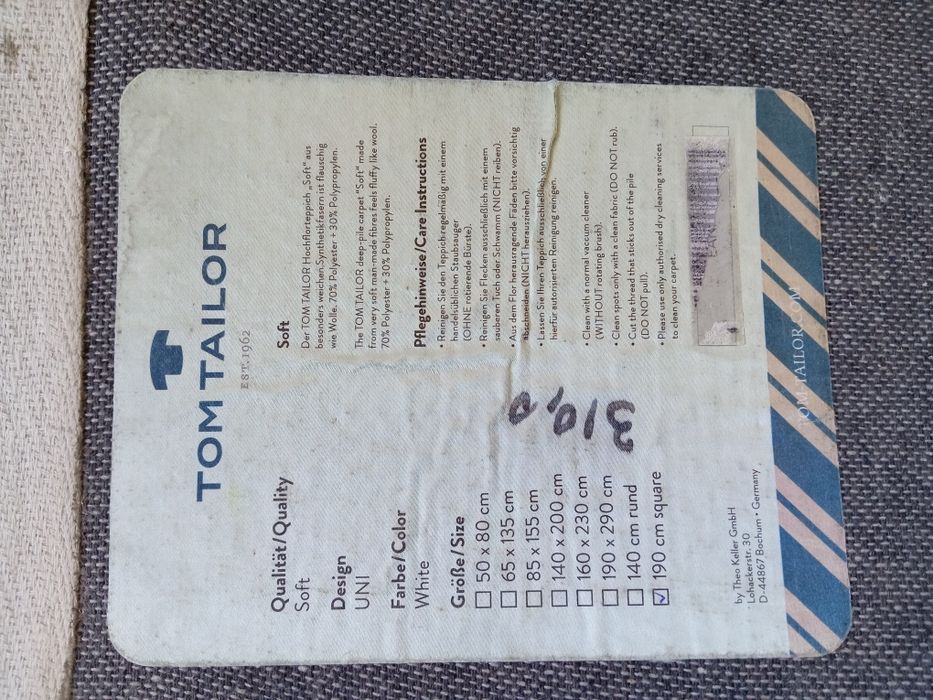 TOM TAILOR
EST. 1962
Qualität/Quality
Soft
Design
UNI
Farbe/Color
White
Größe/Size
50 x 80 cm
65 x 135 cm
85 x 155 cm
140 x 200 cm
160 x 230 cm
190 x 290 cm
140 cm rund
190 cm square
310,0
Soft
Der TOM TAILOR Hochflorteppich „Soft“ aus
besonders weichen Synthetikfasern ist flauschig
wie Wolle. 70% Polyester + 30% Polypropylen.
The TOM TAILOR deep-pile carpet “Soft” made
from very soft man-made fibres feels fluffy like wool.
70% Polyester + 30% Polypropylen.
Pflegehinweise/Care Instructions
• Reinigen Sie den Teppich regelmäßig mit einem
handelsüblichen Staubsauger
(OHNE rotierende Bürste).
• Reinigen Sie Flecken ausschließlich mit einem
sauberen Tuch oder Schwamm (NICHT reiben).
• Aus dem Flor herausragende Fäden bitte vorsichtig
abschneiden (NICHT herausziehen).
• Lassen Sie Ihren Teppich ausschließlich von einer
hierfür autorisierten Reinigung reinigen.
• Clean with a normal vaccum cleaner
(WITHOUT rotating brush).
• Clean spots only with a clean fabric (DO NOT rub).
• Cut the thread that sticks out of the pile
(DO NOT pull).
• Please use only authorised dry cleaning services
to clean your carpet.
by Theo Keller GmbH
Lohackerstr. 30
D-44867 Bochum • Germany
TOM-TAILOR.COM